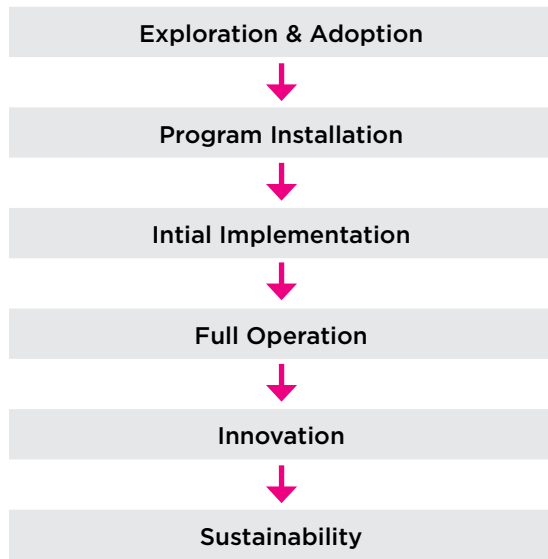 Exploration & Adoption
Program Installation
Intial Implementation
Full Operation
Innovation
Sustainability